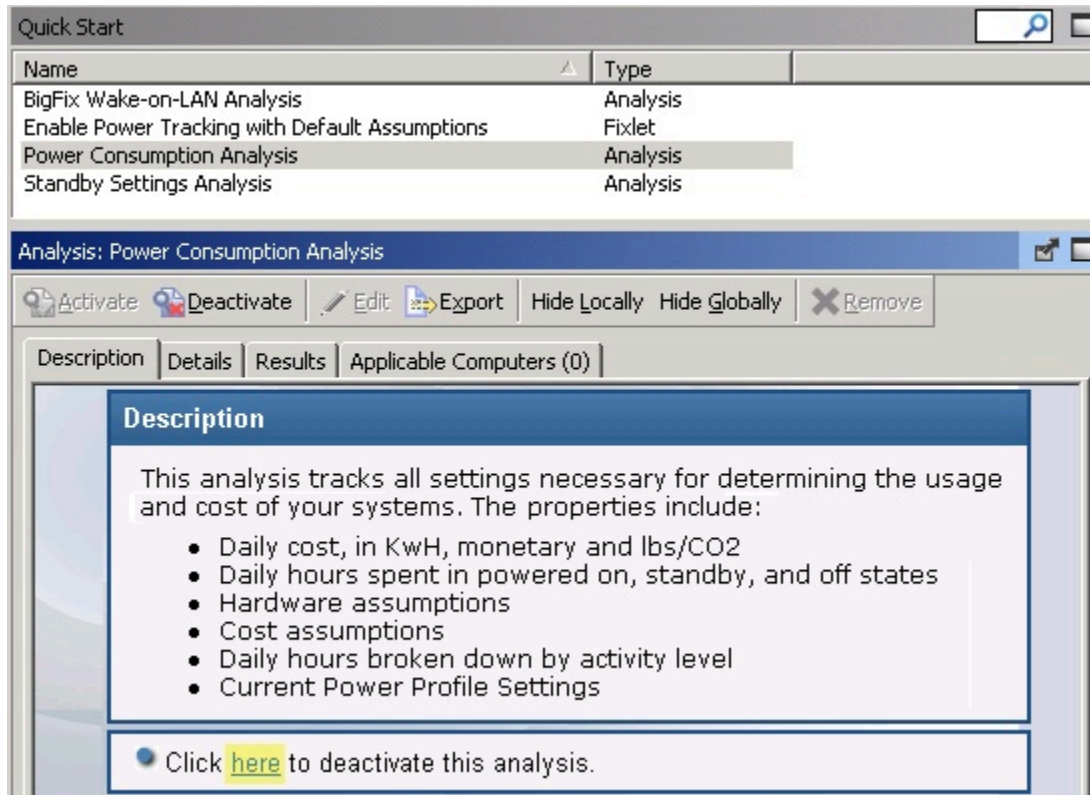 Quick Start
Name Type
BigFix Wake-on-LAN Analysis Analysis
Enable Power Tracking with Default Assumptions Fixlet
Power Consumption Analysis Analysis
Standby Settings Analysis Analysis
Analysis: Power Consumption Analysis
Activate Deactivate Edit Export Hide Locally Hide Globally Remove
Description Details Results Applicable Computers (0)
Description
This analysis tracks all settings necessary for determining the usage
and cost of your systems. The properties include:
• Daily cost, in KwH, monetary and lbs/CO2
• Daily hours spent in powered on, standby, and off states
• Hardware assumptions
• Cost assumptions
• Daily hours broken down by activity level
• Current Power Profile Settings
Click here to deactivate this analysis.